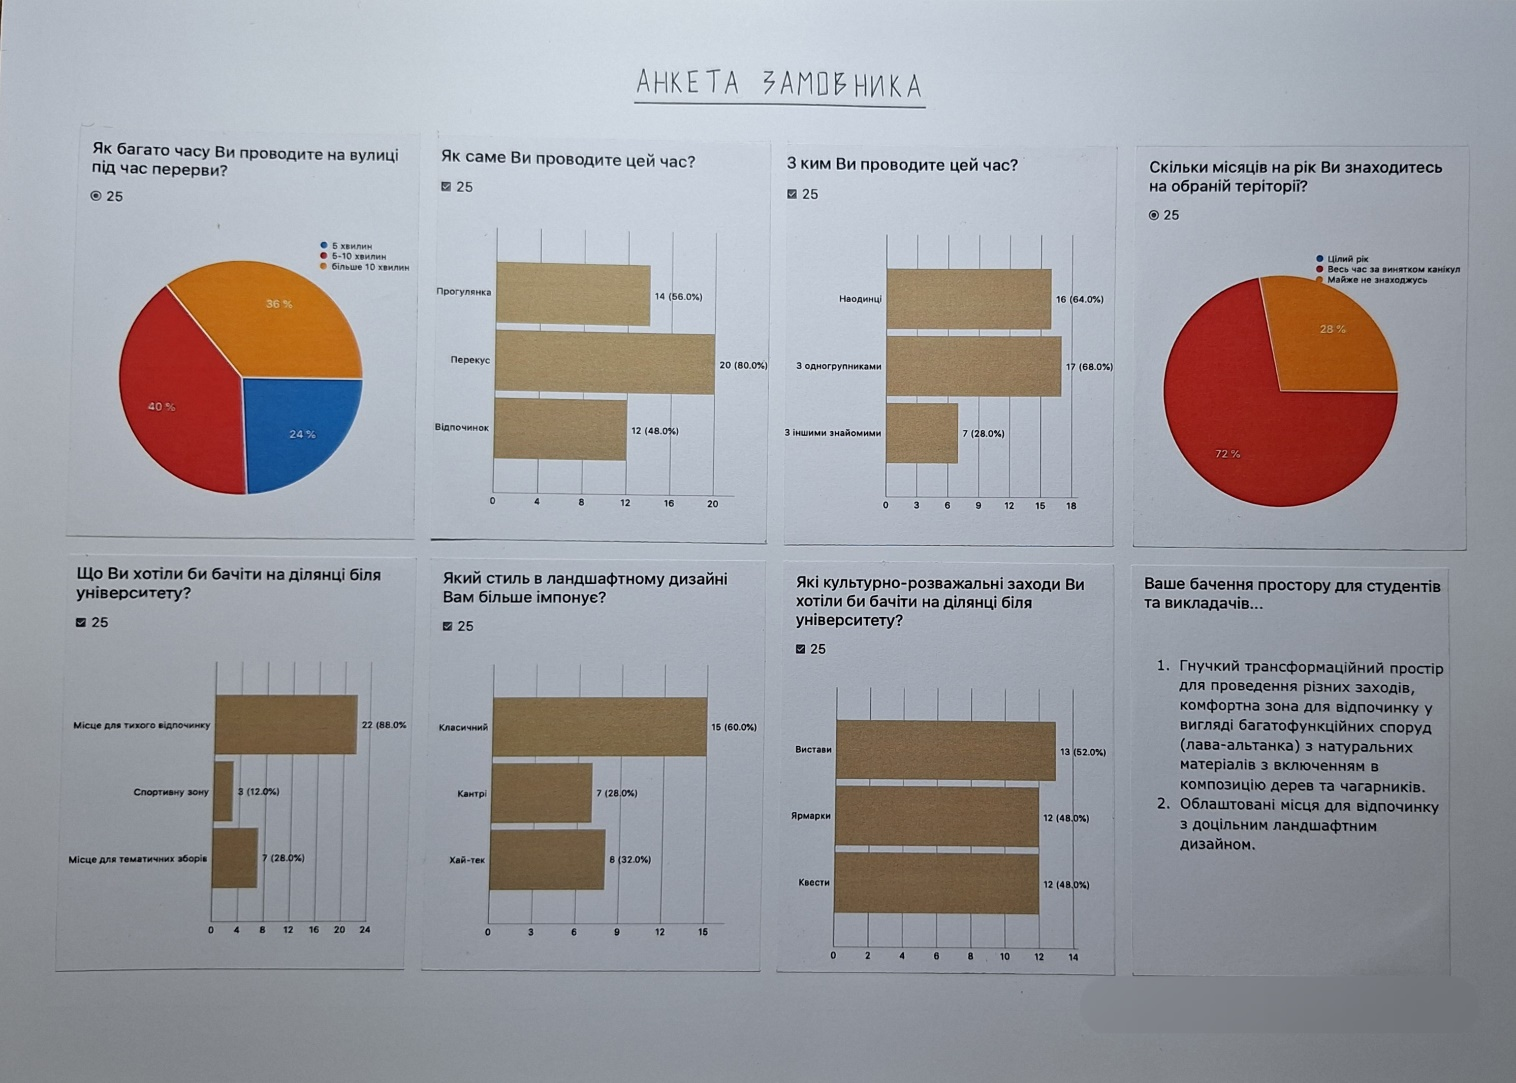 АНКЕТА ЗАМОВНИКА
Як багато часу Ви проводите на вулиці
під час перерви?
25
5 хвилин
5-10 хвилин
більше 10 хвилин
36 %
40 %
24 %
Як саме Ви проводите цей час?
25
Прогулянка
14 (56.0%)
Перекус
20 (80.0%)
Відпочинок
12 (48.0%)
0 4 8 12 16 20
З ким Ви проводите цей час?
25
Наодинці
16 (64.0%)
З одногрупниками
17 (68.0%)
З іншими знайомими
7 (28.0%)
0 3 6 9 12 15 18
Скільки місяців на рік Ви знаходитесь
на обраній теріторії?
25
Цілий рік
Весь час за винятком канікул
Майже не знаходжусь
28 %
72 %
Що Ви хотіли би бачіти на ділянці біля
університету?
25
Місце для тихого відпочинку
22 (88.0%
Спортивну зону
3 (12.0%)
Місце для тематичних зборів
7 (28.0%)
0 4 8 12 16 20 24
Який стиль в ландшафтному дизайні
Вам більше імпонує?
25
Класичний
15 (60.0%)
Кантрі
7 (28.0%)
Хай-тек
8 (32.0%)
0 3 6 9 12 15
Які культурно-розважальні заходи Ви
хотіли би бачіти на ділянці біля
університету?
25
Вистави
13 (52.0%)
Ярмарки
12 (48.0%)
Квести
12 (48.0%)
0 2 4 6 8 10 12 14
Ваше бачення простору для студентів
та викладачів...
1. Гнучкий трансформаційний простір
для проведення різних заходів,
комфортна зона для відпочинку у
вигляді багатофункційних споруд
(лава-альтанка) з натуральних
матеріалів з включенням в
композицію дерев та чагарників.
2. Облаштовані місця для відпочинку
з доцільним ландшафтним
дизайном.